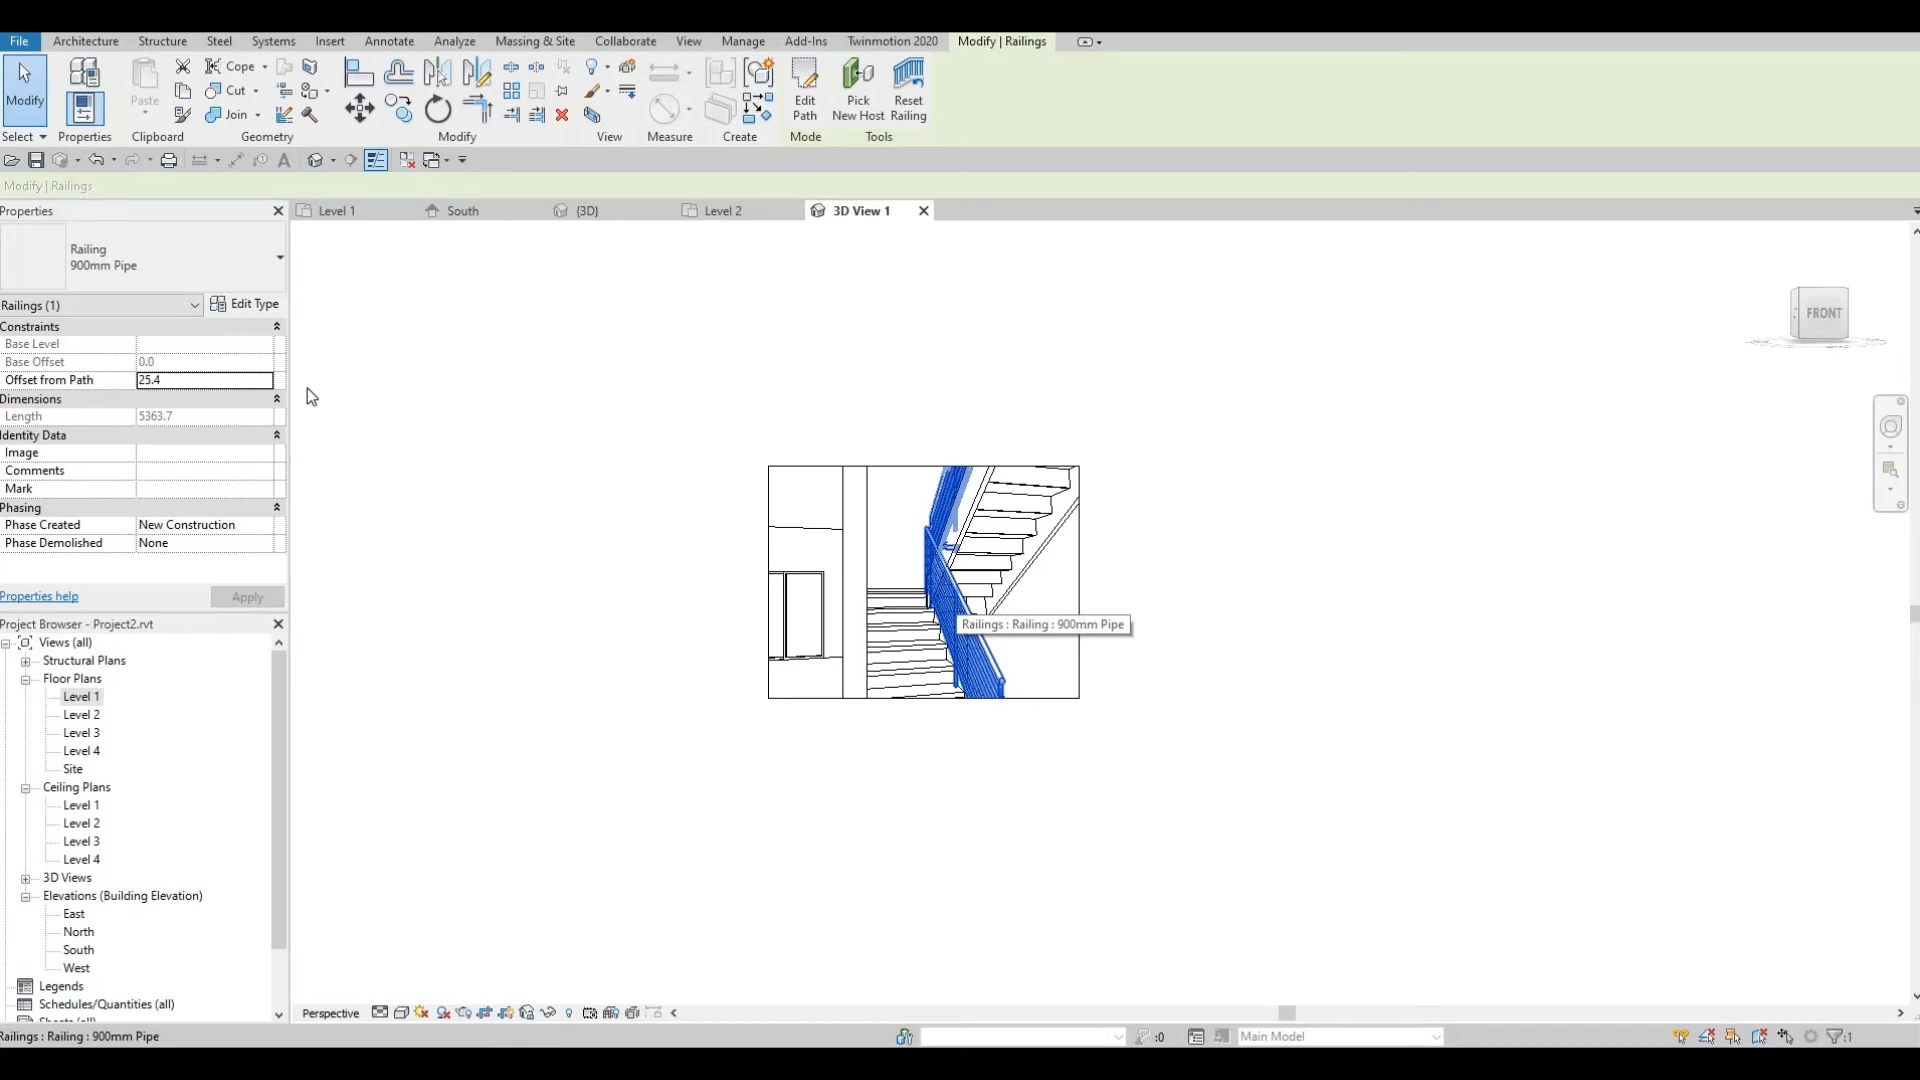 File Architecture Structure Steel Systems Insert Annotate Analyze Massing & Site Collaborate View Manage Add-Ins Twinmotion 2020 Modify | Railings
Modify Paste Cope Cut Join Edit Path Pick New Host Reset Railing
Select Properties Clipboard Geometry Modify View Measure Create Mode Tools
Modify | Railings
Properties Level 1 South {3D} Level 2 3D View 1
Railing
900mm Pipe
Railings (1) Edit Type
Constraints
Base Level
Base Offset 0.0
Offset from Path 25.4
Dimensions
Length 5363.7
Identity Data
Image
Comments
Mark
Phasing
Phase Created New Construction
Phase Demolished None
Properties help Apply
FRONT
Railings : Railing : 900mm Pipe
Project Browser - Project2.rvt
Views (all)
Structural Plans
Floor Plans
Level 1
Level 2
Level 3
Level 4
Site
Ceiling Plans
Level 1
Level 2
Level 3
Level 4
3D Views
Elevations (Building Elevation)
East
North
South
West
Legends
Schedules/Quantities (all)
Perspective
Railings : Railing : 900mm Pipe :0 Main Model :1